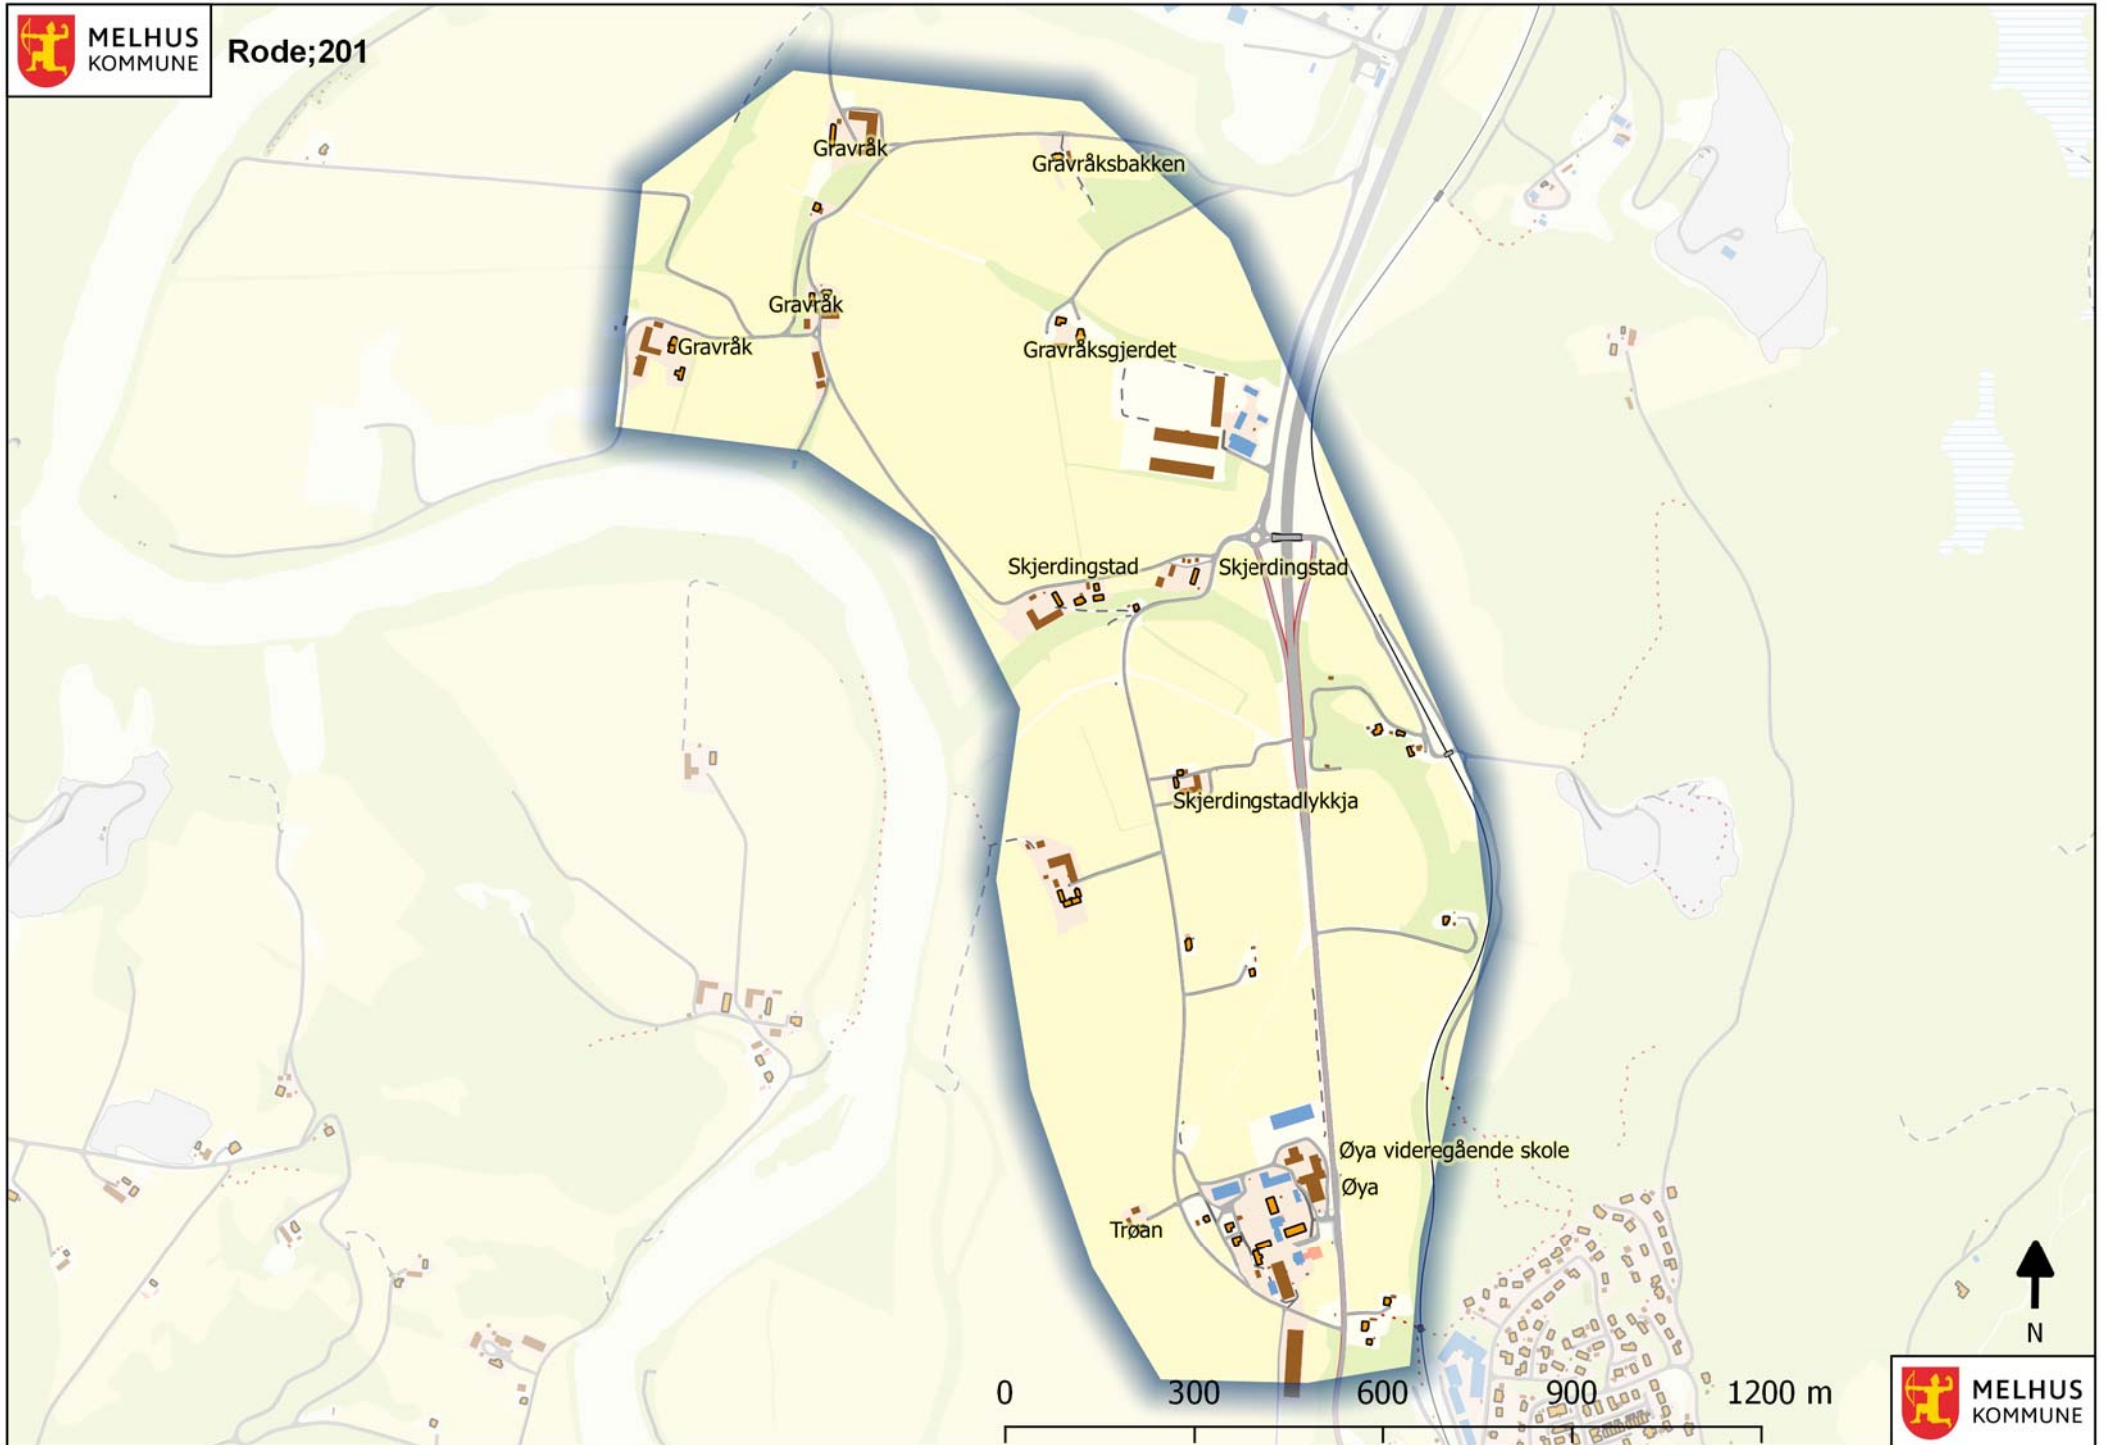 MELHUS
KOMMUNE
Rode;201
Gravråk
Gravråksbakken
Gravråk
Gravråk
Gravråksgjerdet
Skjerdingstad
Skjerdingstad
Skjerdingstadlykkja
Øya videregående skole
Øya
Trøan
N
0 300 600 900 1200 m
MELHUS
KOMMUNE